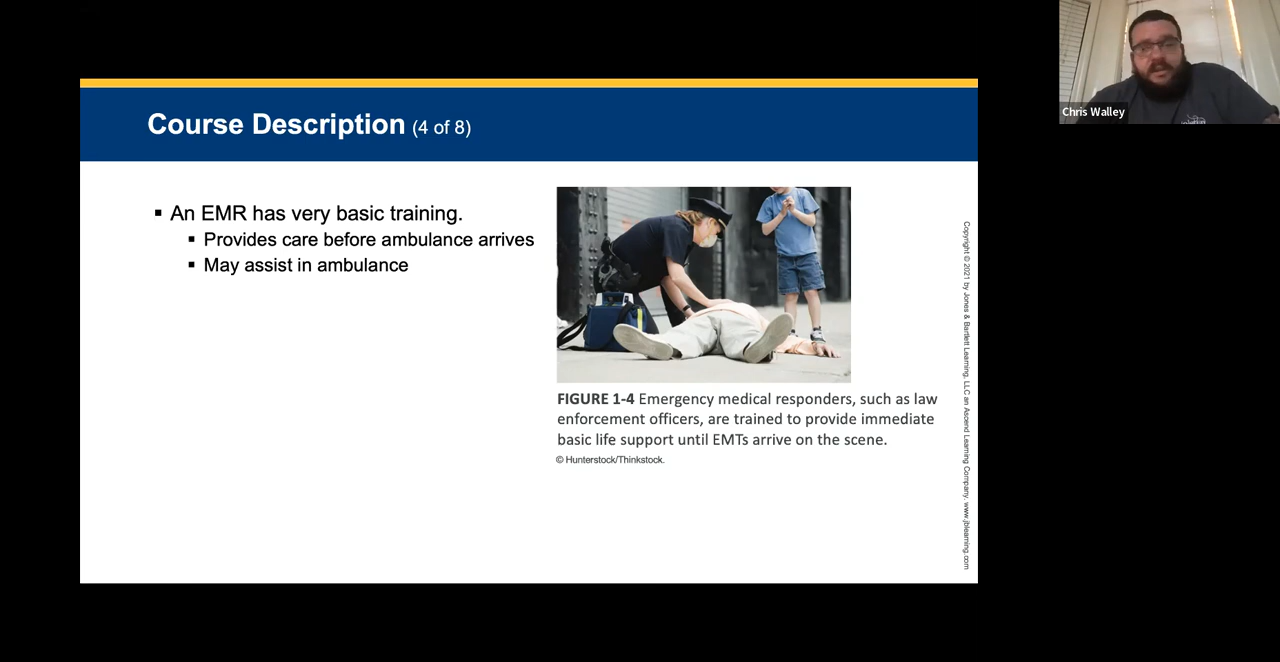 Course Description (4 of 8)
▪ An EMR has very basic training.
▪ Provides care before ambulance arrives
▪ May assist in ambulance
FIGURE 1-4 Emergency medical responders, such as law
enforcement officers, are trained to provide immediate
basic life support until EMTs arrive on the scene.
© Hunterstock/Thinkstock.
Copyright © 2021 by Jones & Bartlett Learning, LLC an Ascend Learning Company. www.jblearning.com
Chris Walley